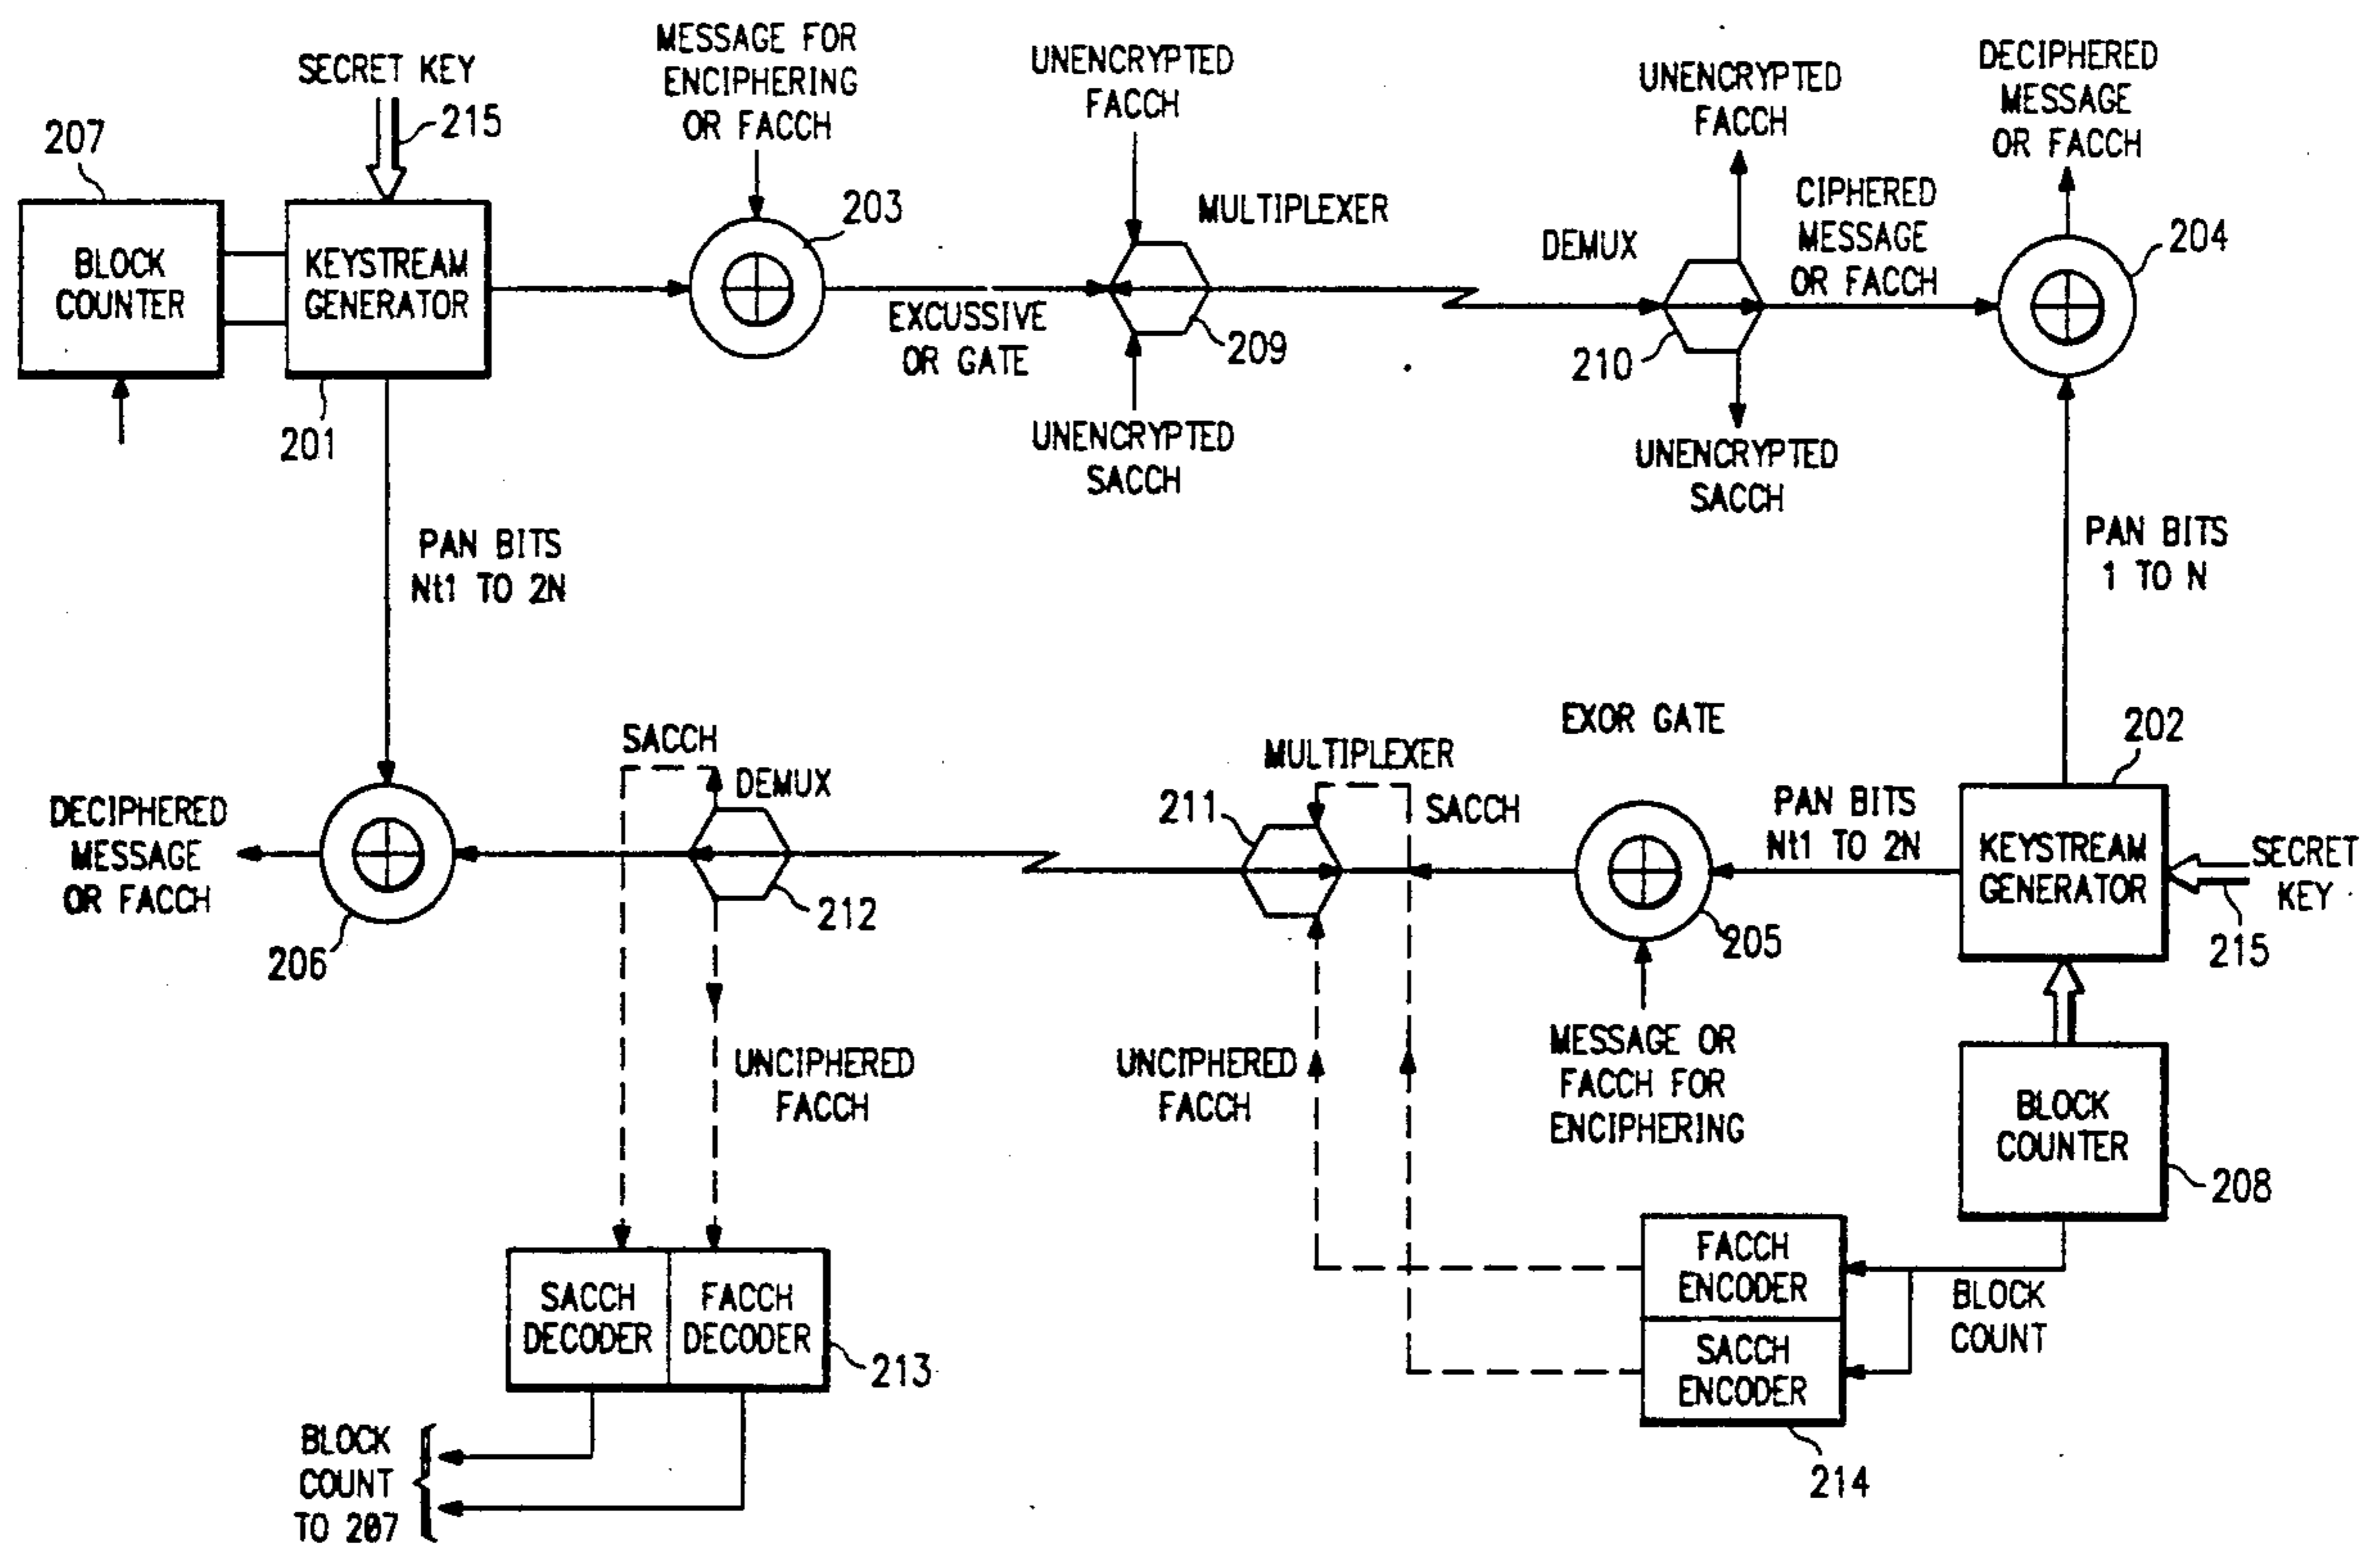 SECRET KEY
215
207
BLOCK
COUNTER
KEYSTREAM
GENERATOR
201
MESSAGE FOR
ENCIPHERING
OR FACCH
203
EXCUSSIVE
OR GATE
UNENCRYPTED
FACCH
MULTIPLEXER
209
UNENCRYPTED
SACCH
UNENCRYPTED
FACCH
DEMUX
210
UNENCRYPTED
SACCH
CIPHERED
MESSAGE
OR FACCH
DECIPHERED
MESSAGE
OR FACCH
204
PAN BITS
Nt1 TO 2N
PAN BITS
1 TO N
DECIPHERED
MESSAGE
OR FACCH
206
SACCH
DEMUX
212
UNCIPHERED
FACCH
MULTIPLEXER
211
SACCH
UNCIPHERED
FACCH
EXOR GATE
205
MESSAGE OR
FACCH FOR
ENCIPHERING
PAN BITS
Nt1 TO 2N
202
KEYSTREAM
GENERATOR
SECRET
KEY
215
BLOCK
COUNTER
208
SACCH
DECODER
FACCH
DECODER
213
BLOCK
COUNT
TO 207
FACCH
ENCODER
SACCH
ENCODER
214
BLOCK
COUNT